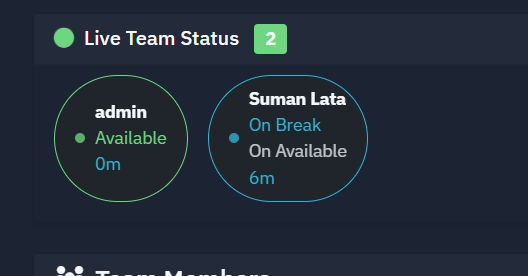 Live Team Status 2
admin
Available
0m
Suman Lata
On Break
On Available
6m
Team Members